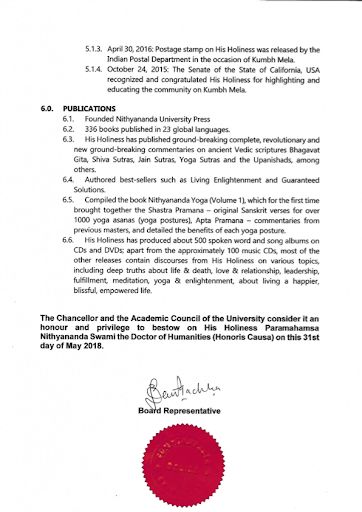 5.1.3. April 30, 2016: Postage stamp on His Holiness was released by the
Indian Postal Department in the occasion of Kumbh Mela.
5.1.4. October 24, 2015: The Senate of the State of California, USA
recognized and congratulated His Holiness for highlighting and
educating the community on Kumbh Mela.
6.0. PUBLICATIONS
6.1. Founded Nithyananda University Press
6.2. 336 books published in 23 global languages.
6.3. His Holiness has published ground-breaking complete, revolutionary and
new ground-breaking commentaries on ancient Vedic scriptures Bhagavat
Gita, Shiva Sutras, Jain Sutras, Yoga Sutras and the Upanishads, among
others.
6.4. Authored best-sellers such as Living Enlightenment and Guaranteed
Solutions.
6.5. Compiled the book Nithyananda Yoga (Volume 1), which for the first time
brought together the Shastra Pramana – original Sanskrit verses for over
1000 yoga asanas (yoga postures), Apta Pramana – commentaries from
previous masters, and detailed the benefits of each yoga posture.
6.6. His Holiness has produced about 500 spoken word and song albums on
CDs and DVDs; apart from the approximately 100 music CDs, most of the
other releases contain discourses from His Holiness on various topics,
including deep truths about life & death, love & relationship, leadership,
fulfillment, meditation, yoga & enlightenment, about living a happier,
blissful, empowered life.
The Chancellor and the Academic Council of the University consider it an
honour and privilege to bestow on His Holiness Paramahamsa
Nithyananda Swami the Doctor of Humanities (Honoris Causa) on this 31st
day of May 2018.
Board Representative